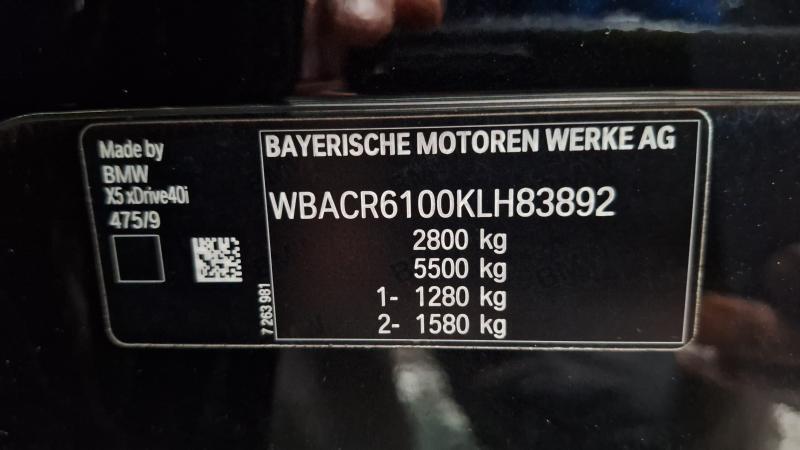 Made by
BMW
X5 xDrive40i
475/9
7 263 981
BAYERISCHE MOTOREN WERKE AG
WBACR6100KLH83892
2800 kg
5500 kg
1- 1280 kg
2- 1580 kg